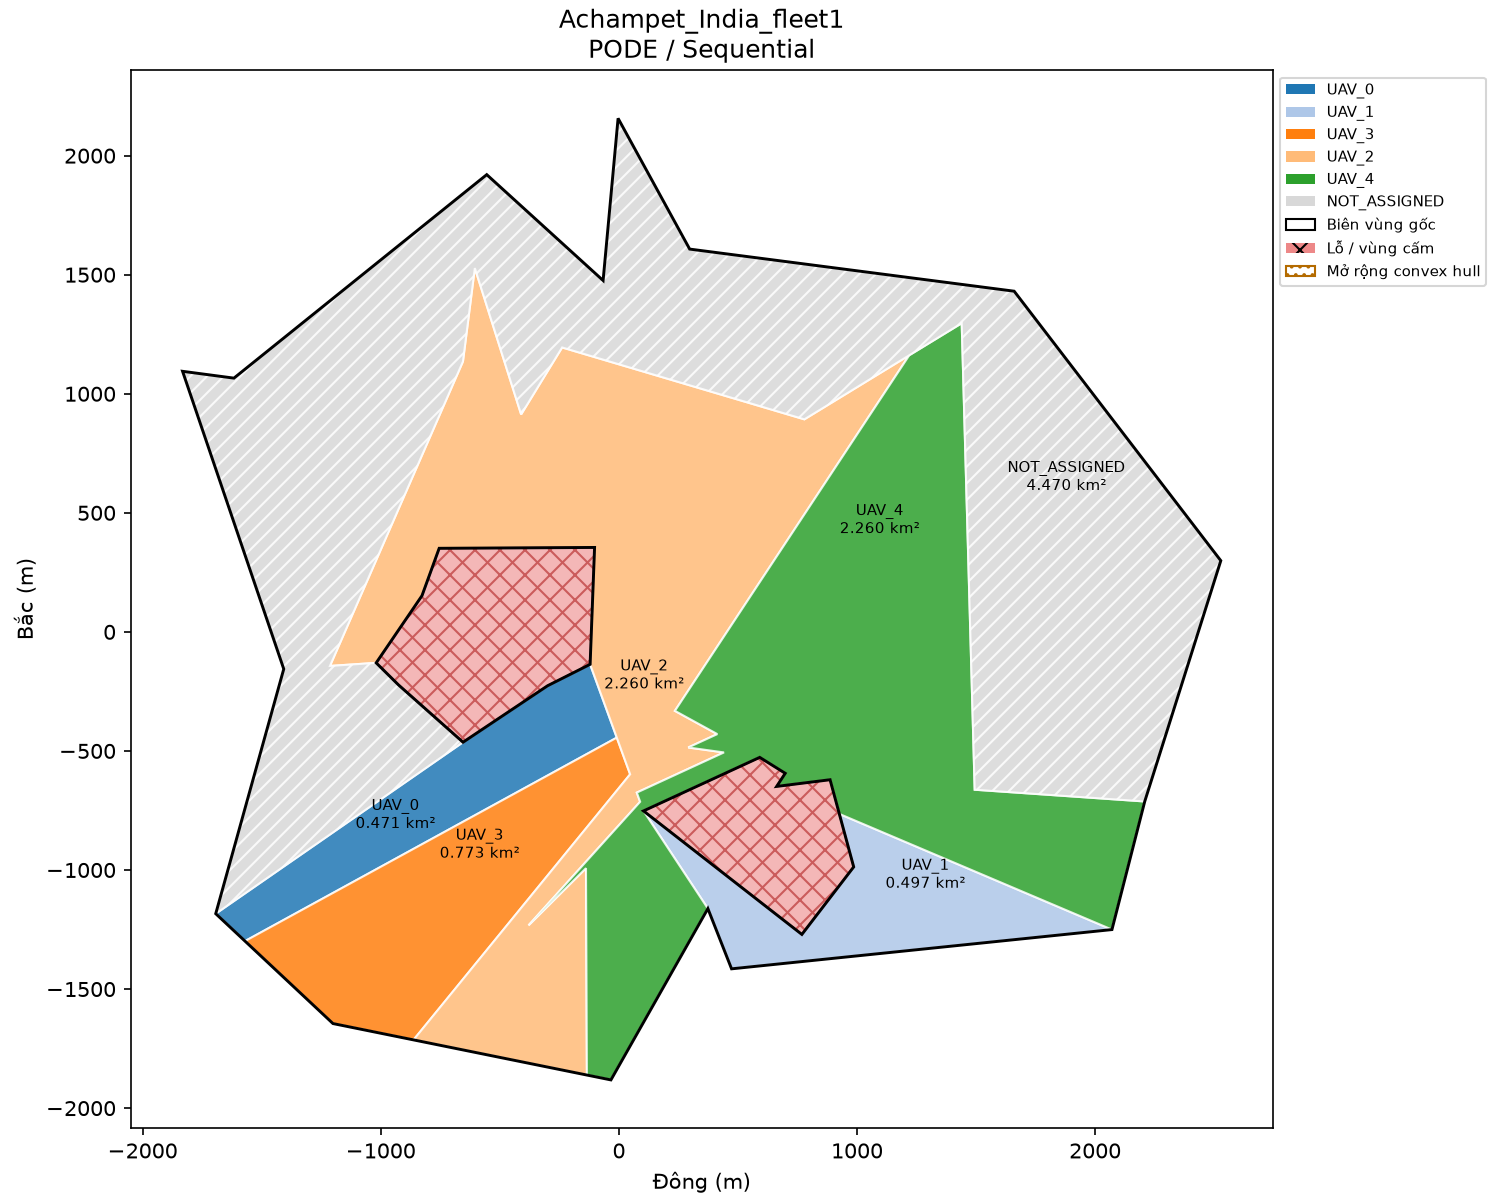 Achampet_India_fleet1
PODE / Sequential
UAV_0
UAV_1
UAV_3
UAV_2
UAV_4
NOT_ASSIGNED
Biên vùng gốc
Lỗ / vùng cấm
Mở rộng convex hull
Bắc (m)
2000
1500
1000
500
0
−500
−1000
−1500
−2000
NOT_ASSIGNED
4.470 km²
UAV_4
2.260 km²
UAV_2
2.260 km²
UAV_0
0.471 km²
UAV_3
0.773 km²
UAV_1
0.497 km²
−2000
−1000
0
1000
2000
Đông (m)